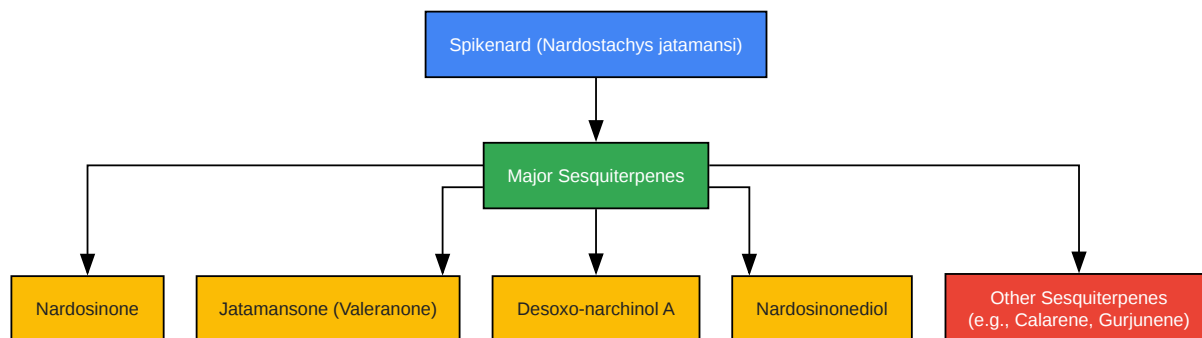 Spikenard (Nardostachys jatamansi)
Major Sesquiterpenes
Nardosinone
Jatamansone (Valeranone)
Desoxo-narchinol A
Nardosinonediol
Other Sesquiterpenes
(e.g., Calarene, Gurjunene)